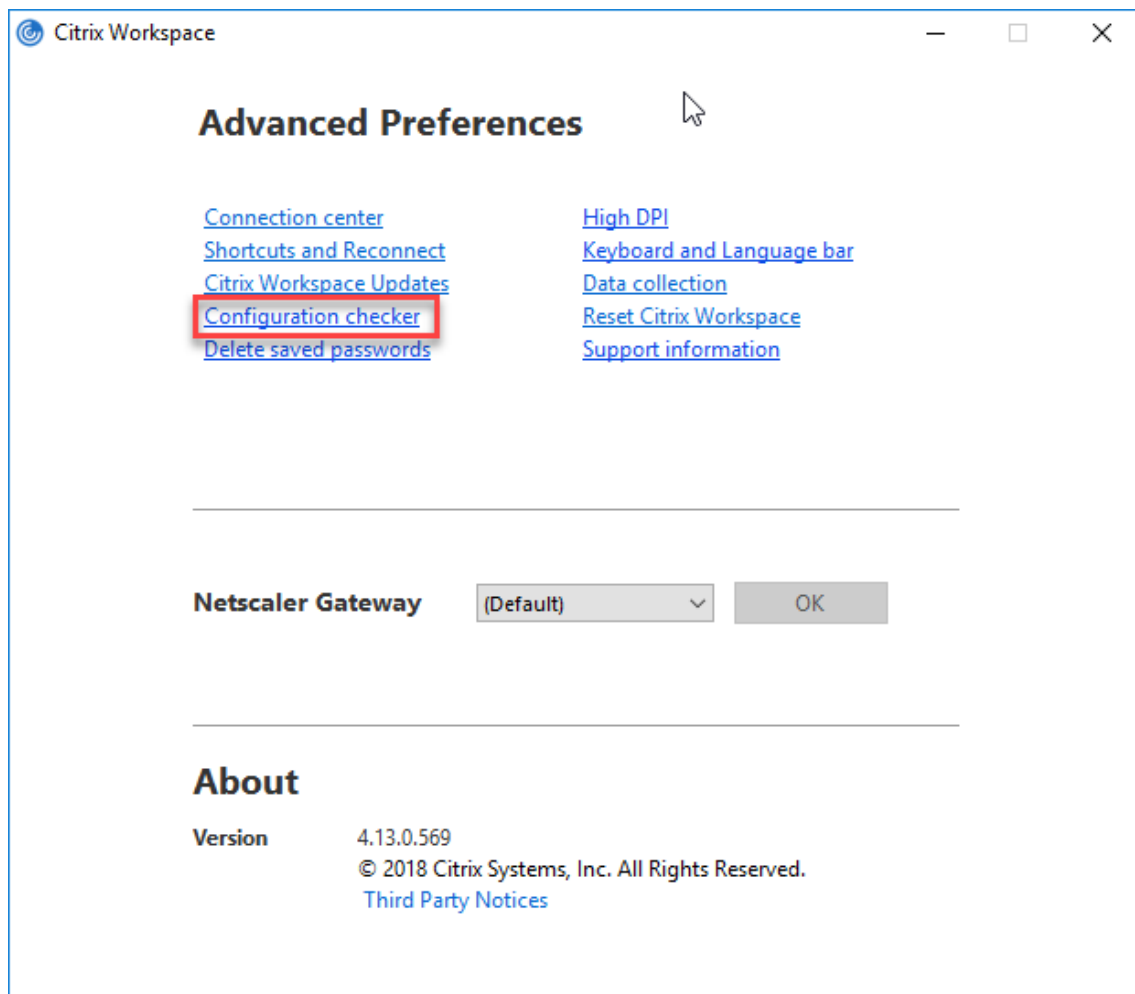 Citrix Workspace
Advanced Preferences
Connection center
Shortcuts and Reconnect
Citrix Workspace Updates
Configuration checker
Delete saved passwords
High DPI
Keyboard and Language bar
Data collection
Reset Citrix Workspace
Support information
Netscaler Gateway (Default) OK
About
Version 4.13.0.569
© 2018 Citrix Systems, Inc. All Rights Reserved.
Third Party Notices